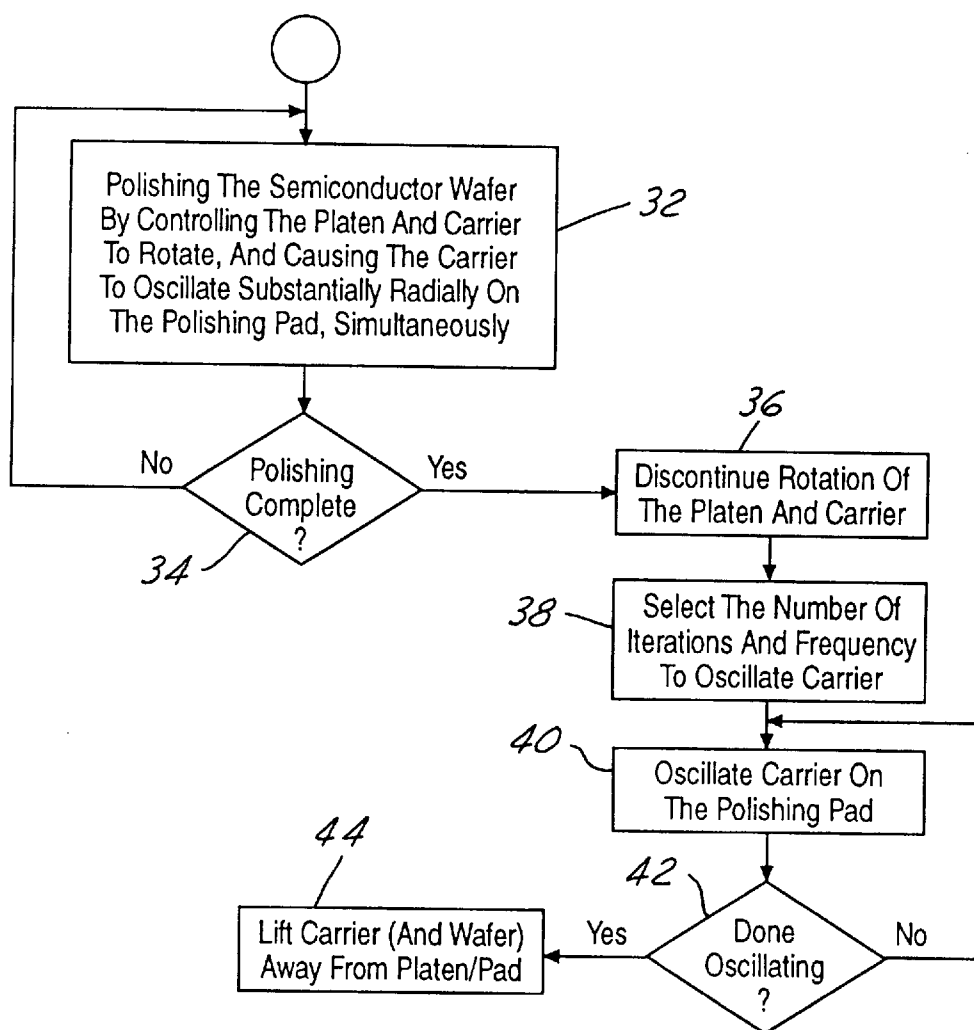 Polishing The Semiconductor Wafer
By Controlling The Platen And Carrier
To Rotate, And Causing The Carrier
To Oscillate Substantially Radially On
The Polishing Pad, Simultaneously
32
No
Polishing
Complete
?
Yes
34
36
Discontinue Rotation Of
The Platen And Carrier
38
Select The Number Of
Iterations And Frequency
To Oscillate Carrier
40
Oscillate Carrier On
The Polishing Pad
44
Lift Carrier (And Wafer)
Away From Platen/Pad
42
Yes
Done
Oscillating
?
No